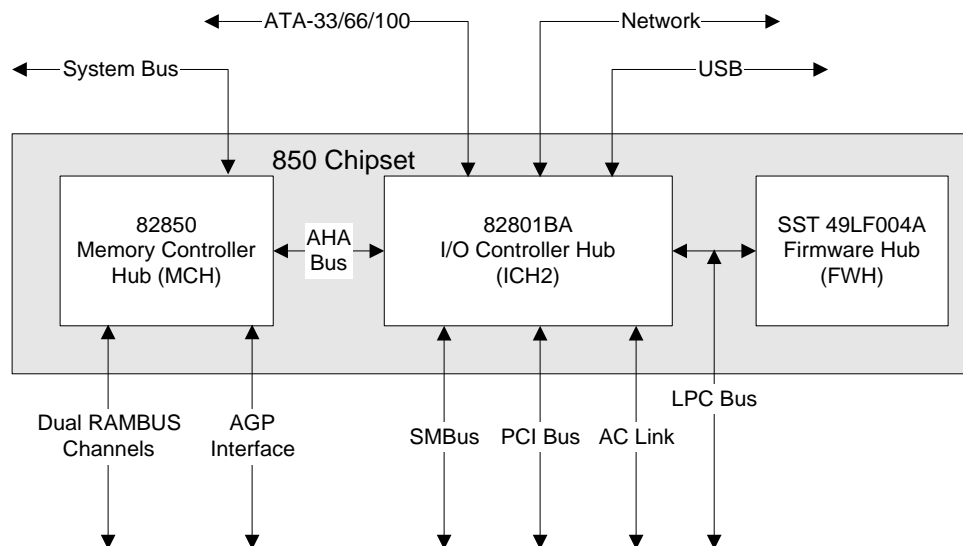 ATA-33/66/100
Network
System Bus
USB
850 Chipset
82850
Memory Controller
Hub (MCH)
AHA
Bus
82801BA
I/O Controller Hub
(ICH2)
SST 49LF004A
Firmware Hub
(FWH)
Dual RAMBUS
Channels
AGP
Interface
SMBus
PCI Bus
AC Link
LPC Bus